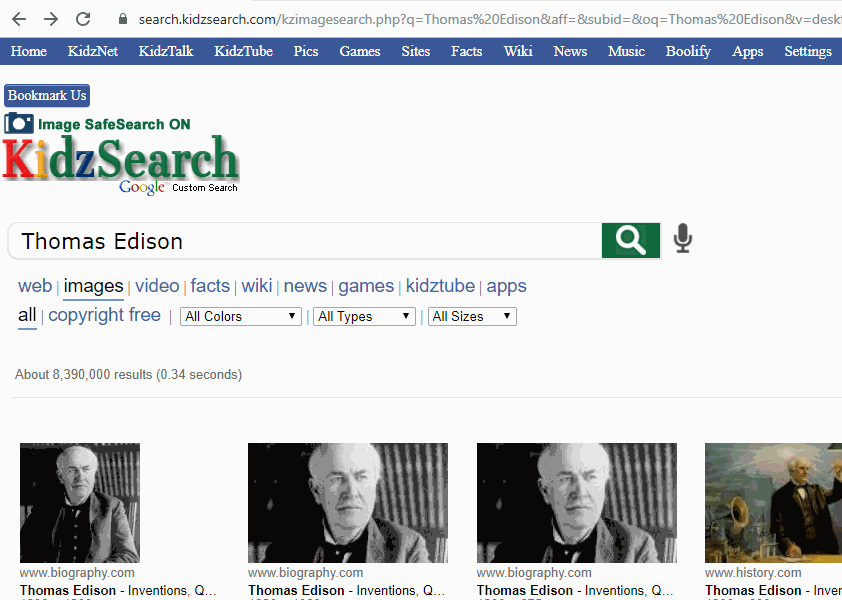 search.kidzsearch.com/kzimagesearch.php?q=Thomas%20Edison&aff=&subid=&oq=Thomas%20Edison&v=deskt
Home KidzNet KidzTalk KidzTube Pics Games Sites Facts Wiki News Music Boolify Apps Settings
Bookmark Us
Image SafeSearch ON
KidzSearch
Google™ Custom Search
Thomas Edison
web | images | video | facts | wiki | news | games | kidztube | apps
all | copyright free | All Colors ▼ | All Types ▼ | All Sizes ▼
About 8,390,000 results (0.34 seconds)
www.biography.com www.biography.com www.biography.com www.history.com
Thomas Edison - Inventions, Q... Thomas Edison - Inventions, Q... Thomas Edison - Inventions, Q... Thomas Edison - Inver